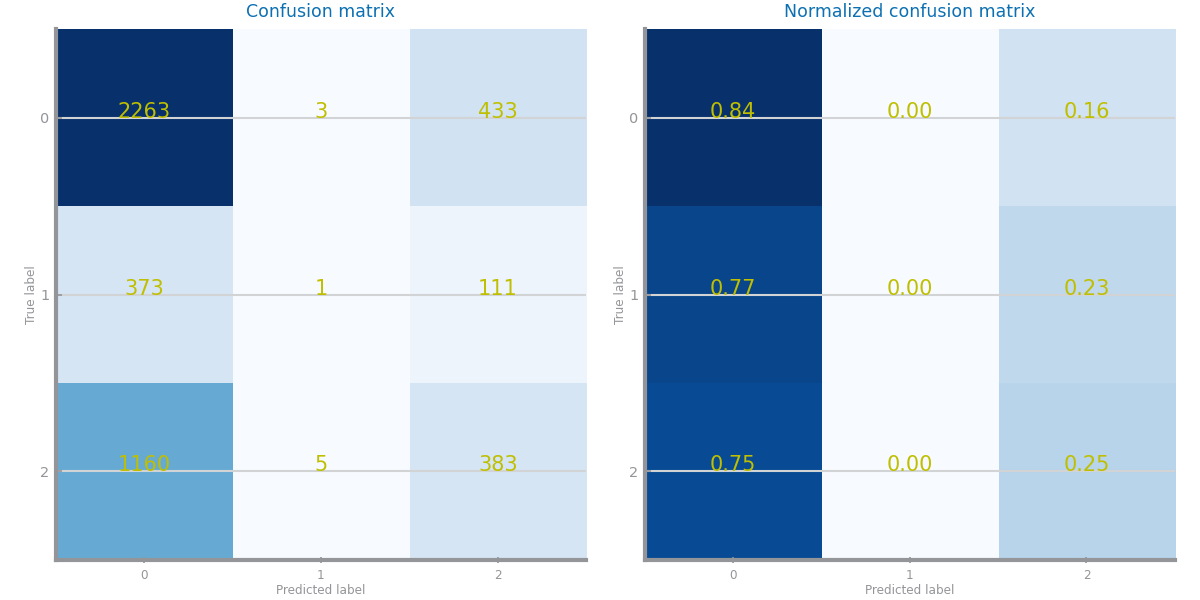 Confusion matrix
0 2263 3 433
1 373 1 111
2 1160 5 383
0 1 2
True label
Predicted label
Normalized confusion matrix
0 0.84 0.00 0.16
1 0.77 0.00 0.23
2 0.75 0.00 0.25
0 1 2
True label
Predicted label